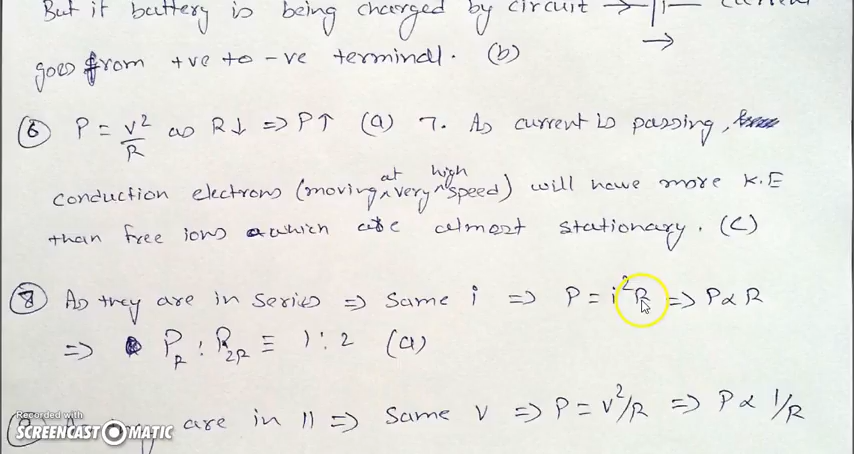 But if battery is being charged by circuit → current
goes from +ve to -ve terminal. (b)
⑥ P = V²/R as R↓ ⇒ P↑ (a) 7. As current is passing,
conduction electrons (moving at very high speed) will have more K.E
than free ions which are almost stationary. (C)
⑧ As they are in series ⇒ Same i ⇒ P = i²R ⇒ P ∝ R
⇒ P_R : P_2R ≡ 1:2 (a)
are in || ⇒ Same V ⇒ P = V²/R ⇒ P ∝ 1/R
Recorded with
SCREENCAST-O-MATIC